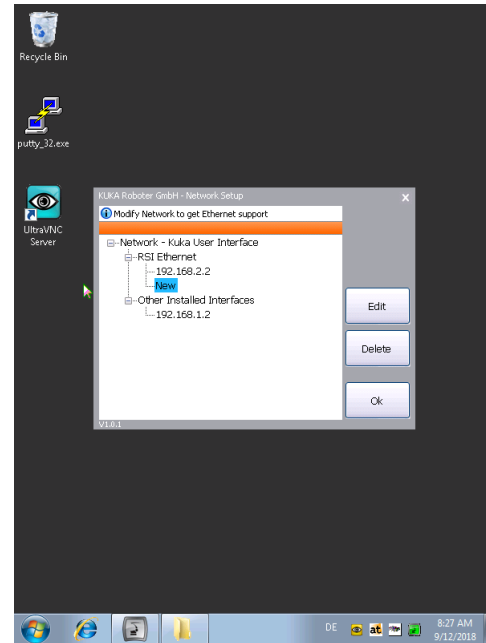 Recycle Bin
putty_32.exe
UltraVNC
Server
KUKA Roboter GmbH - Network Setup
x
Modify Network to get Ethernet support
Network - Kuka User Interface
RSI Ethernet
192.168.2.2
New
Other Installed Interfaces
192.168.1.2
Edit
Delete
Ok
V1.0.1
DE
at
8:27 AM
9/12/2018